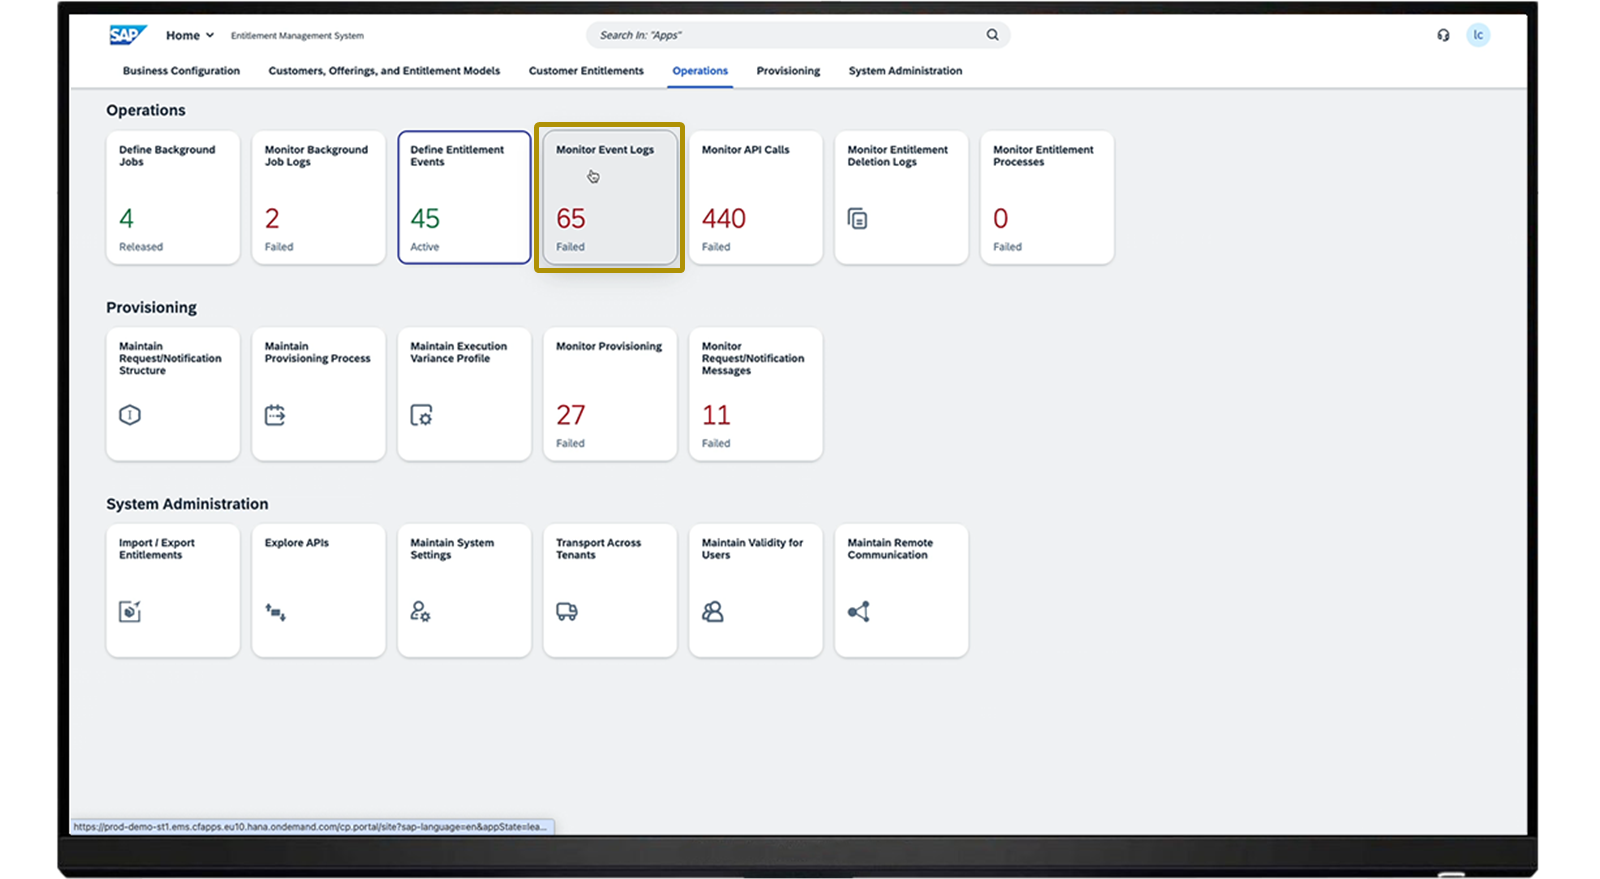 SAP
Home
Entitlement Management System
Search In: "Apps"
lc
Business Configuration
Customers, Offerings, and Entitlement Models
Customer Entitlements
Operations
Provisioning
System Administration
Operations
Define Background
Jobs
4
Released
Monitor Background
Job Logs
2
Failed
Define Entitlement
Events
45
Active
Monitor Event Logs
65
Failed
Monitor API Calls
440
Failed
Monitor Entitlement
Deletion Logs
Monitor Entitlement
Processes
0
Failed
Provisioning
Maintain
Request/Notification
Structure
Maintain
Provisioning Process
Maintain Execution
Variance Profile
Monitor Provisioning
27
Failed
Monitor
Request/Notification
Messages
11
Failed
System Administration
Import / Export
Entitlements
Explore APIs
Maintain System
Settings
Transport Across
Tenants
Maintain Validity for
Users
Maintain Remote
Communication
https://prod-demo-st1.ems.cfapps.eu10.hana.ondemand.com/cp.portal/site?sap-language=en&appState=lea...